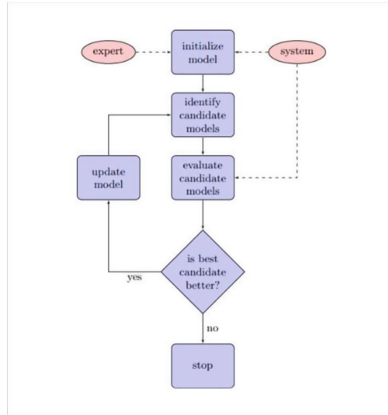 expert
initialize
model
system
identify
candidate
models
update
model
evaluate
candidate
models
is best
candidate
better?
yes
no
stop